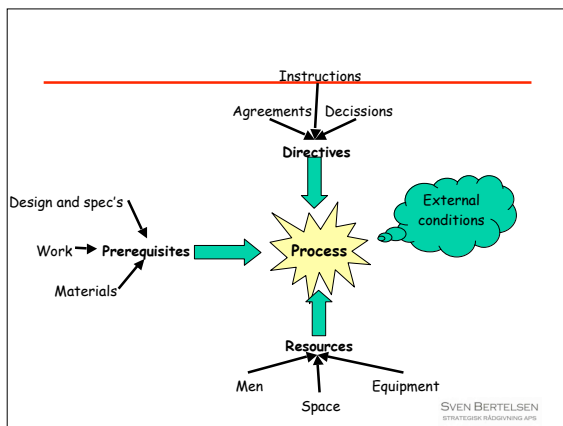 Instructions
Agreements Decissions
Directives
Design and spec's
External
conditions
Work Prerequisites Process
Materials
Resources
Men Equipment
Space
SVEN BERTELSEN
STRATEGISK RÅDGIVNING APS